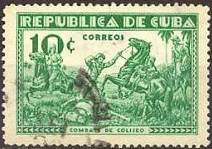 REPUBLICA DE CUBA
10¢ CORREOS
COMBATE DE COLISEO